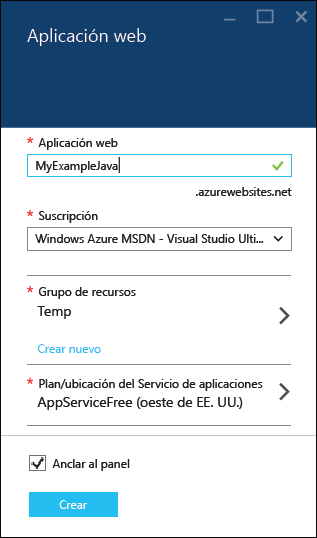 Aplicación web
* Aplicación web
MyExampleJava
.azurewebsites.net
* Suscripción
Windows Azure MSDN - Visual Studio Ulti...
* Grupo de recursos
Temp
Crear nuevo
* Plan/ubicación del Servicio de aplicaciones
AppServiceFree (oeste de EE. UU.)
Anclar al panel
Crear